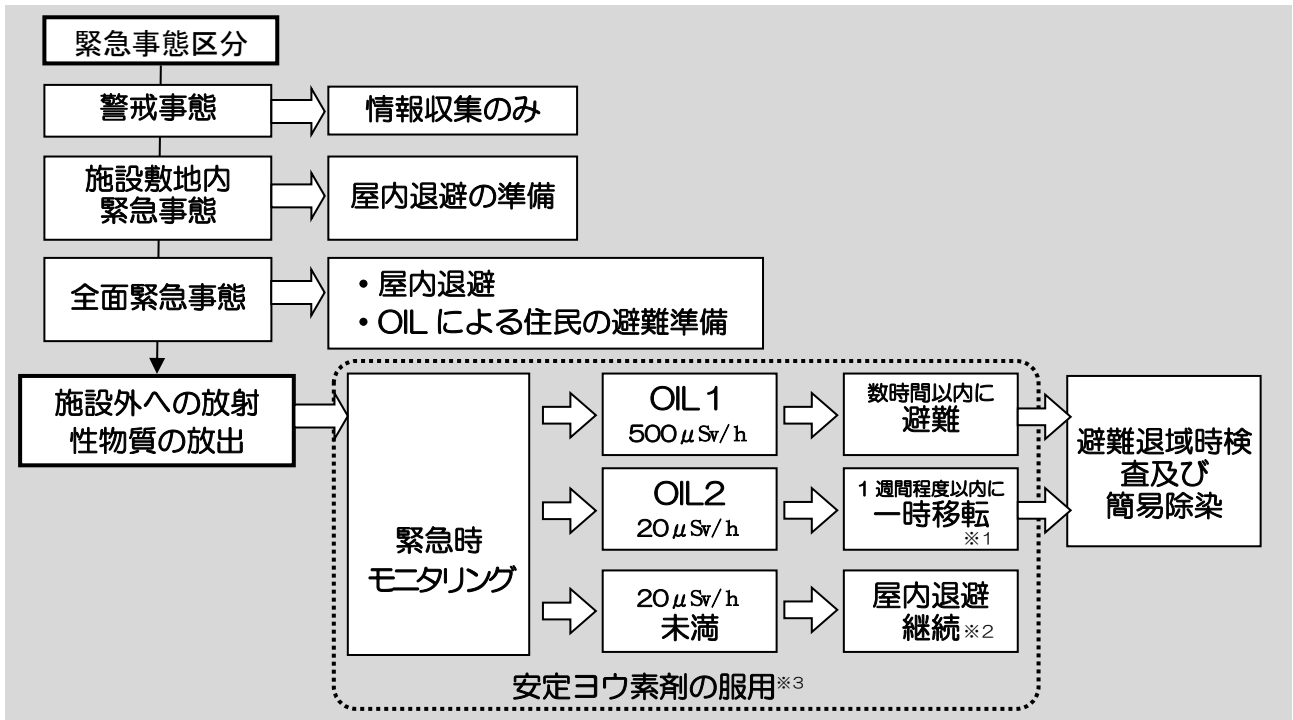 緊急事態区分
警戒事態
情報収集のみ
施設敷地内
緊急事態
屋内退避の準備
全面緊急事態
・屋内退避
・OIL による住民の避難準備
施設外への放射
性物質の放出
緊急時
モニタリング
OIL1
500μSv/h
数時間以内に
避難
OIL2
20μSv/h
1週間程度以内に
一時移転
※1
20μSv/h
未満
屋内退避
継続※2
避難退域時検
査及び
簡易除染
安定ヨウ素剤の服用※3